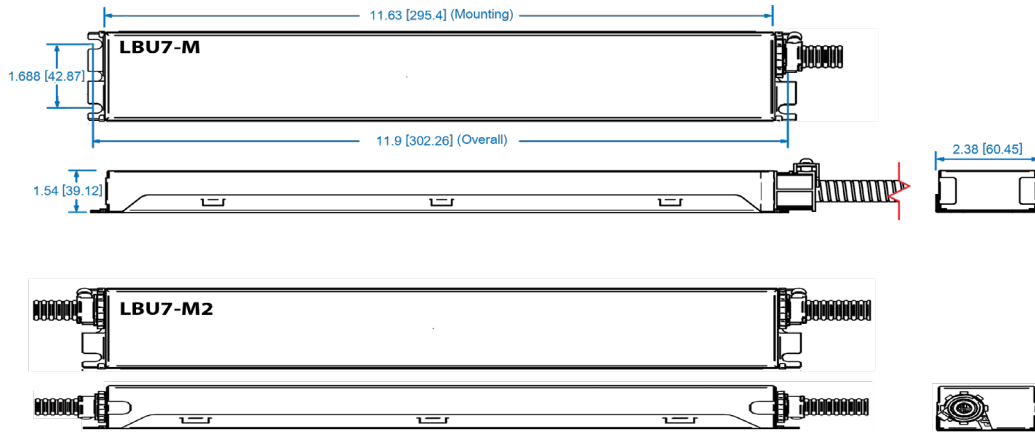 11.63 [295.4] (Mounting)
LBU7-M
1.688 [42.87]
11.9 [302.26] (Overall)
2.38 [60.45]
1.54 [39.12]
LBU7-M2